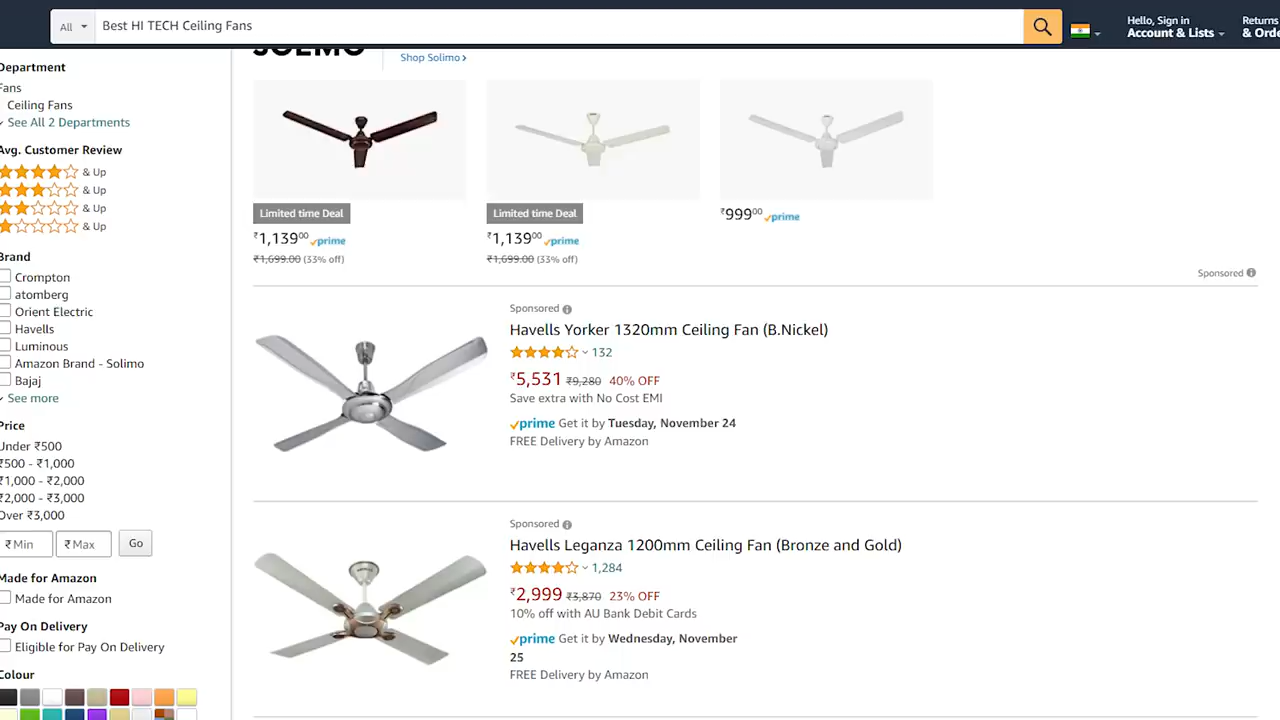 All
Best HI TECH Ceiling Fans
Hello, Sign in
Account & Lists
Returns
& Orde
SOLIMO
Shop Solimo
Department
Fans
Ceiling Fans
See All 2 Departments
Avg. Customer Review
& Up
& Up
& Up
& Up
Brand
Crompton
atomberg
Orient Electric
Havells
Luminous
Amazon Brand - Solimo
Bajaj
See more
Price
Under ₹500
₹500 - ₹1,000
₹1,000 - ₹2,000
₹2,000 - ₹3,000
Over ₹3,000
₹ Min ₹ Max Go
Made for Amazon
Made for Amazon
Pay On Delivery
Eligible for Pay On Delivery
Colour
Limited time Deal
₹1,139⁰⁰ prime
₹1,699.00 (33% off)
Limited time Deal
₹1,139⁰⁰ prime
₹1,699.00 (33% off)
₹999⁰⁰ prime
Sponsored
Sponsored
Havells Yorker 1320mm Ceiling Fan (B.Nickel)
132
₹5,531 ₹9,280 40% OFF
Save extra with No Cost EMI
prime Get it by Tuesday, November 24
FREE Delivery by Amazon
Sponsored
Havells Leganza 1200mm Ceiling Fan (Bronze and Gold)
1,284
₹2,999 ₹3,870 23% OFF
10% off with AU Bank Debit Cards
prime Get it by Wednesday, November
25
FREE Delivery by Amazon